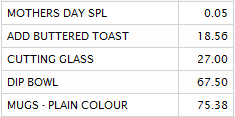 MOTHERS DAY SPL 0.05
ADD BUTTERED TOAST 18.56
CUTTING GLASS 27.00
DIP BOWL 67.50
MUGS - PLAIN COLOUR 75.38